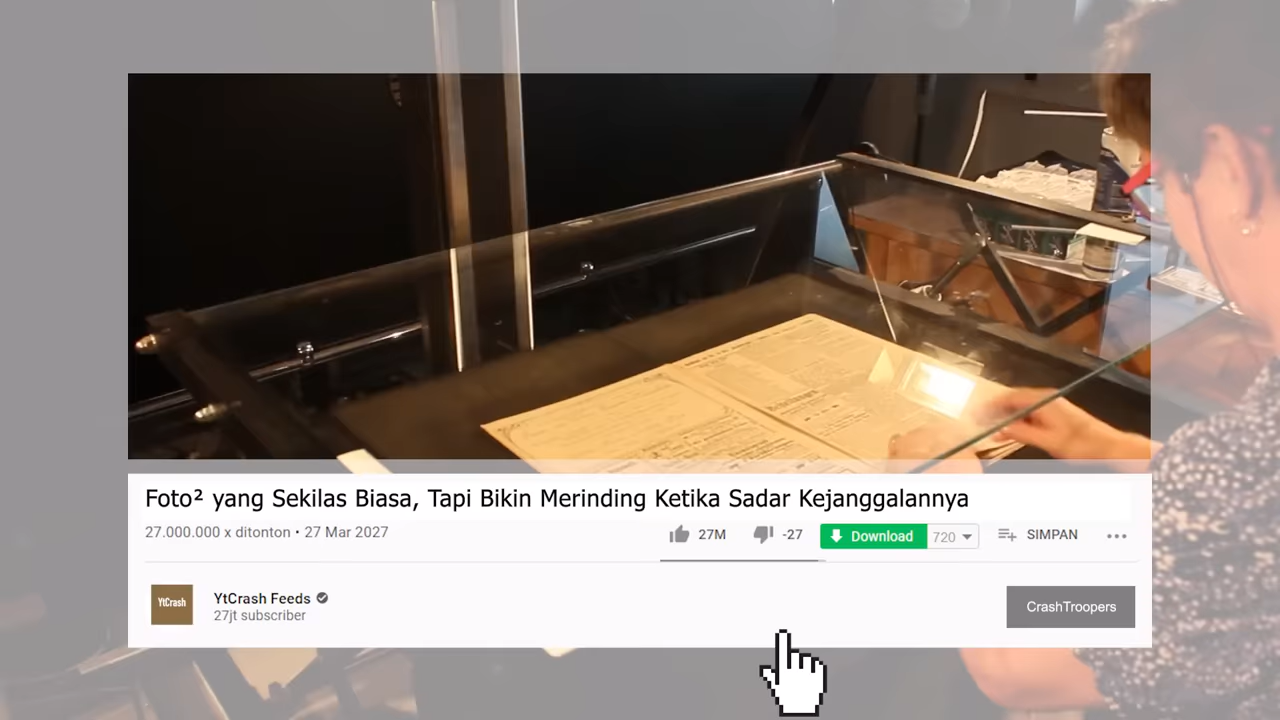 Foto² yang Sekilas Biasa, Tapi Bikin Merinding Ketika Sadar Kejanggalannya
27.000.000 x ditonton • 27 Mar 2027
27M
-27
Download
720
SIMPAN
YtCrash
YtCrash Feeds
27jt subscriber
CrashTroopers